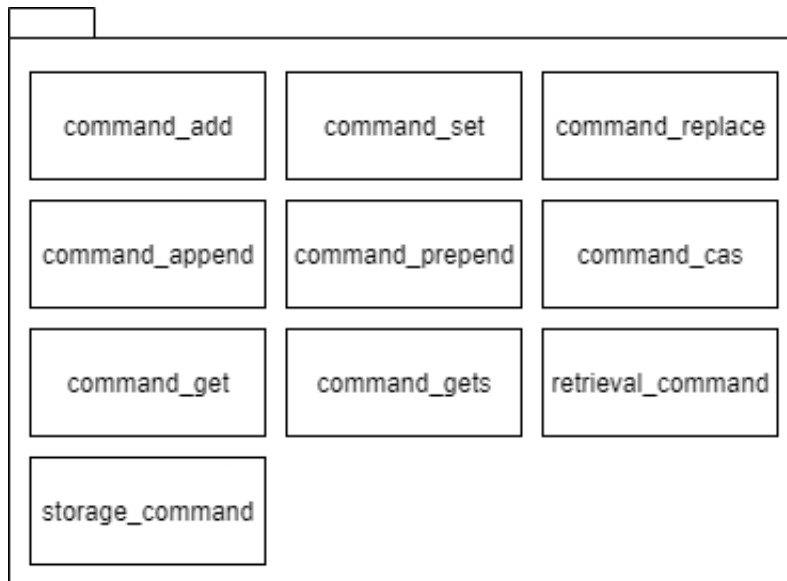 command_add
command_set
command_replace
command_append
command_prepend
command_cas
command_get
command_gets
retrieval_command
storage_command